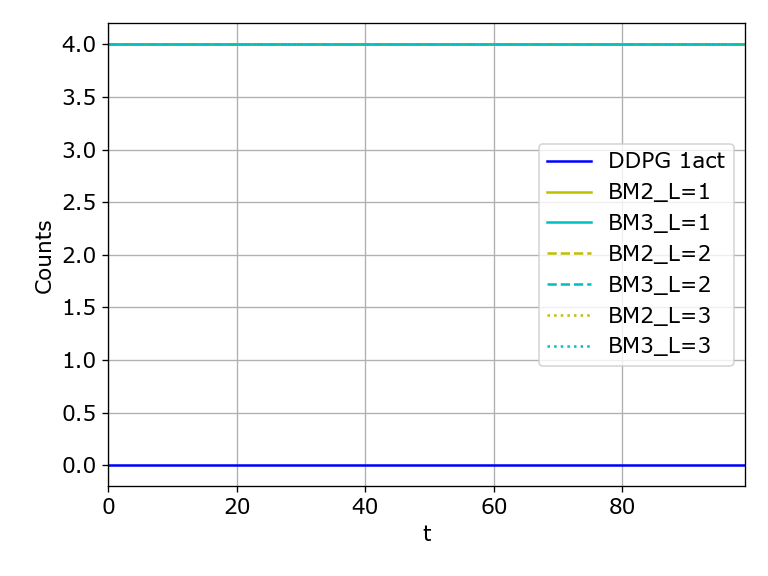 4.0
3.5
3.0
2.5
2.0
1.5
1.0
0.5
0.0
Counts
0 20 40 60 80
t
DDPG 1act
BM2_L=1
BM3_L=1
BM2_L=2
BM3_L=2
BM2_L=3
BM3_L=3